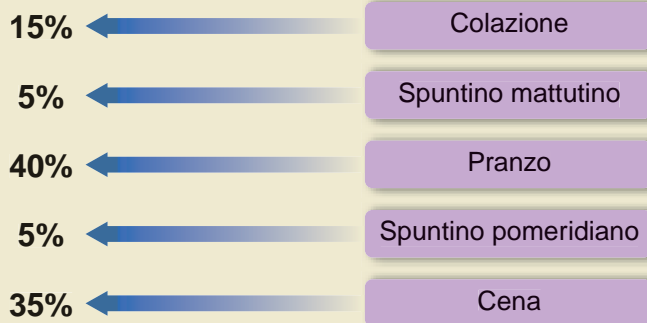 15% Colazione
5% Spuntino mattutino
40% Pranzo
5% Spuntino pomeridiano
35% Cena